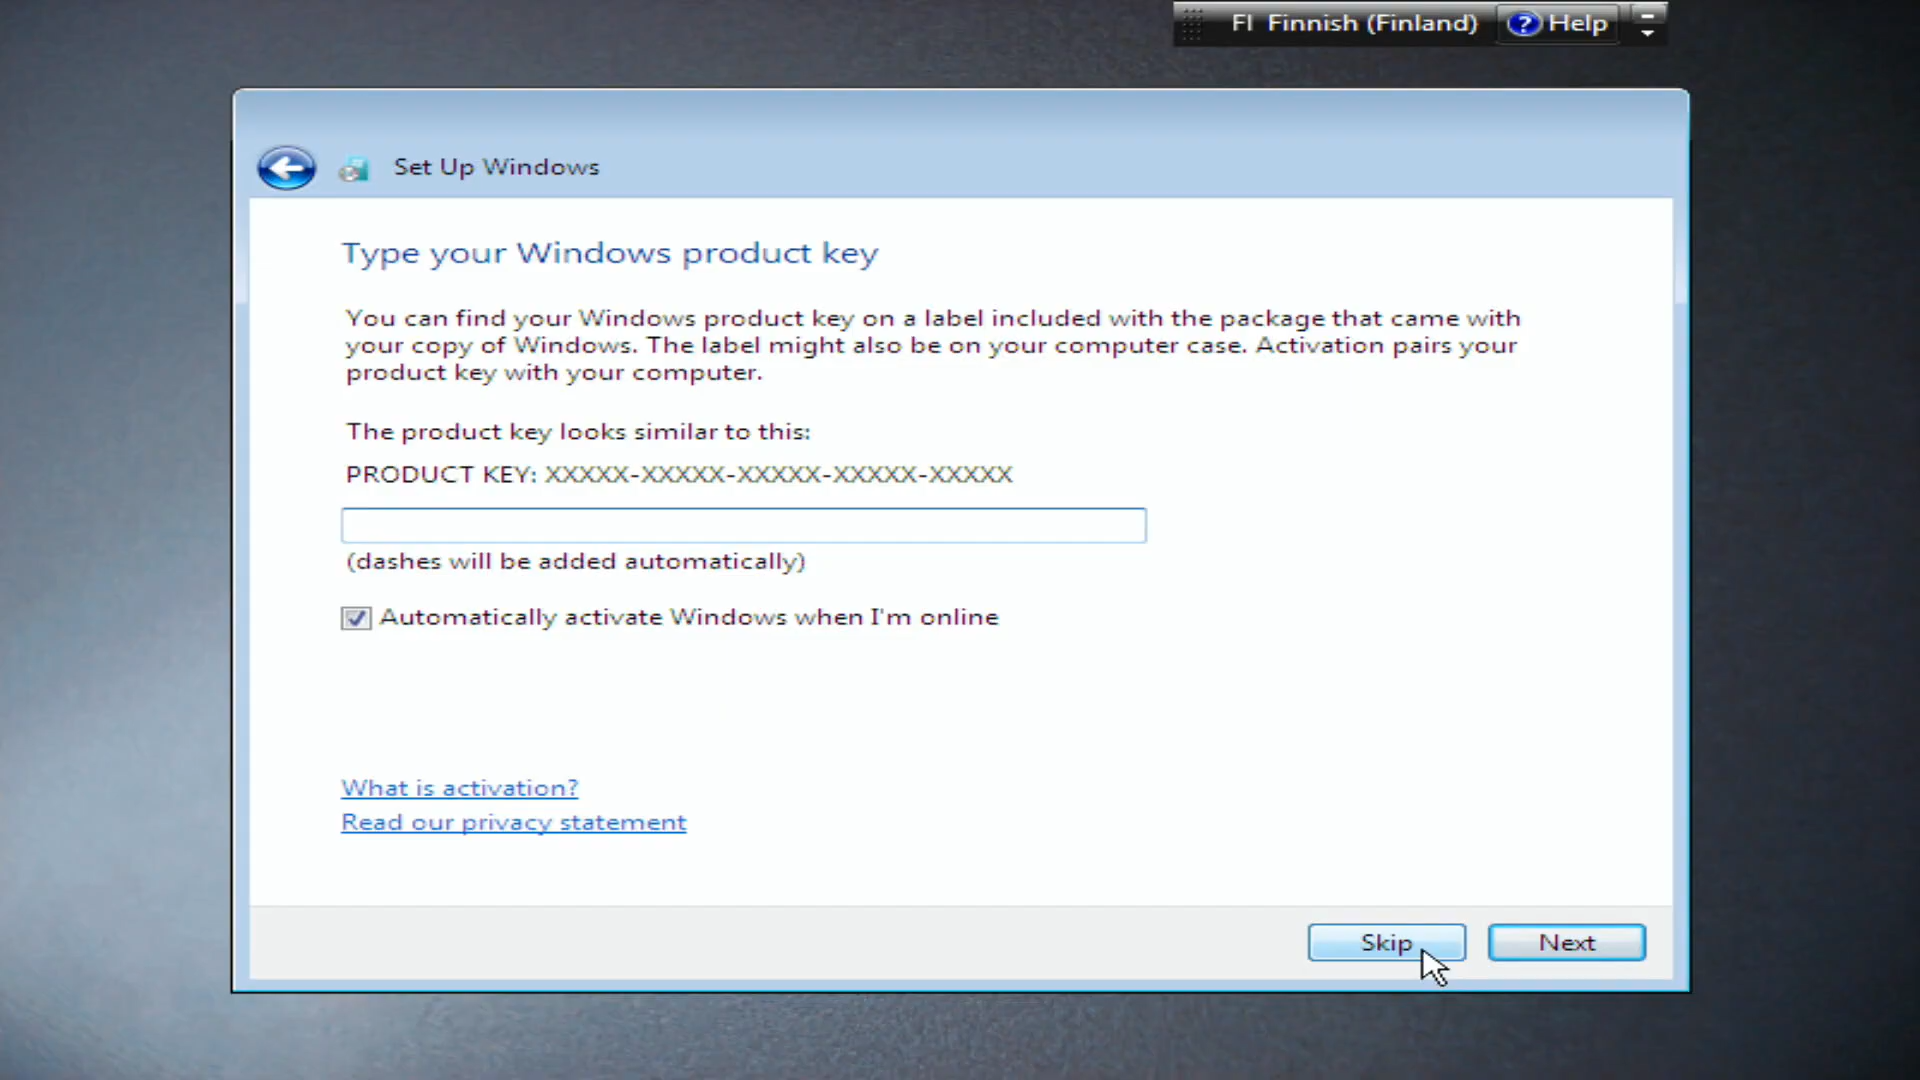 FI Finnish (Finland) ? Help
Set Up Windows
Type your Windows product key
You can find your Windows product key on a label included with the package that came with
your copy of Windows. The label might also be on your computer case. Activation pairs your
product key with your computer.
The product key looks similar to this:
PRODUCT KEY: XXXXX-XXXXX-XXXXX-XXXXX-XXXXX
(dashes will be added automatically)
Automatically activate Windows when I'm online
What is activation?
Read our privacy statement
Skip Next